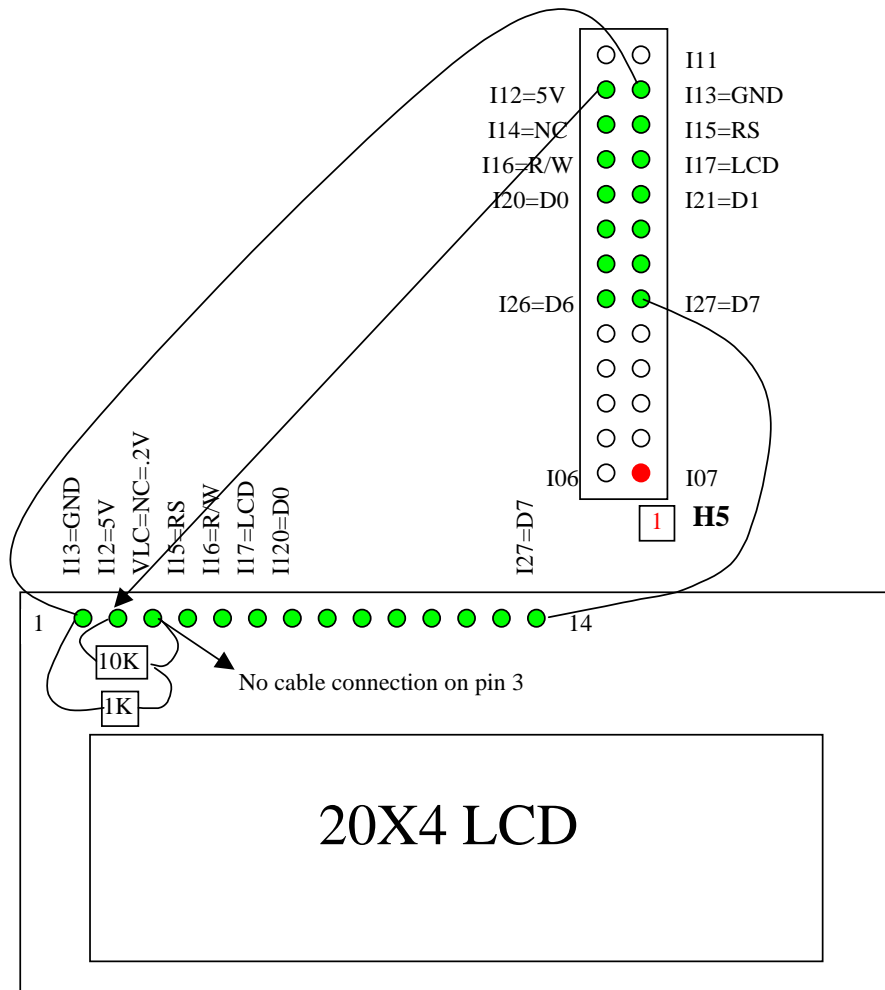 I11
I12=5V
I13=GND
I14=NC
I15=RS
I16=R/W
I17=LCD
I20=D0
I21=D1
I26=D6
I27=D7
I06
I07
1
H5
I13=GND
I12=5V
VLC=NC=.2V
I15=RS
I16=R/W
I17=LCD
I120=D0
I27=D7
1
14
10K
No cable connection on pin 3
1K
20X4 LCD